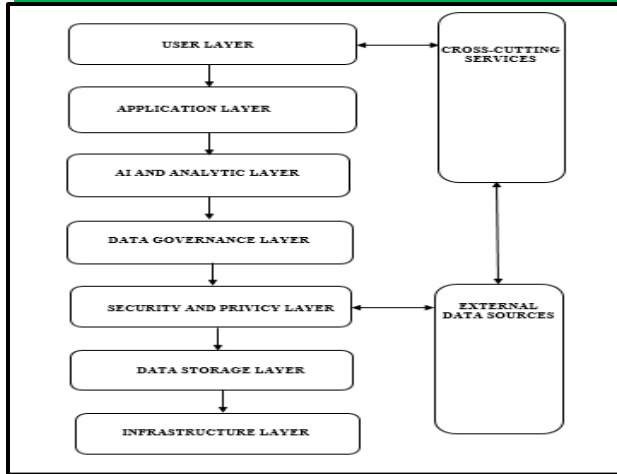 USER LAYER
CROSS-CUTTING
SERVICES
APPLICATION LAYER
AI AND ANALYTIC LAYER
DATA GOVERNANCE LAYER
SECURITY AND PRIVICY LAYER
EXTERNAL
DATA SOURCES
DATA STORAGE LAYER
INFRASTRUCTURE LAYER